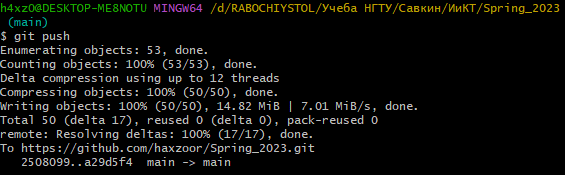 h4xz0@DESKTOP-ME8NOTU MINGW64 /d/RABOCHIYSTOL/Учеба НГТУ/Савкин/ИиКТ/Spring_2023
(main)
$ git push
Enumerating objects: 53, done.
Counting objects: 100% (53/53), done.
Delta compression using up to 12 threads
Compressing objects: 100% (50/50), done.
Writing objects: 100% (50/50), 14.82 MiB | 7.01 MiB/s, done.
Total 50 (delta 17), reused 0 (delta 0), pack-reused 0
remote: Resolving deltas: 100% (17/17), done.
To https://github.com/haxzoor/Spring_2023.git
2508099..a29d5f4 main -> main